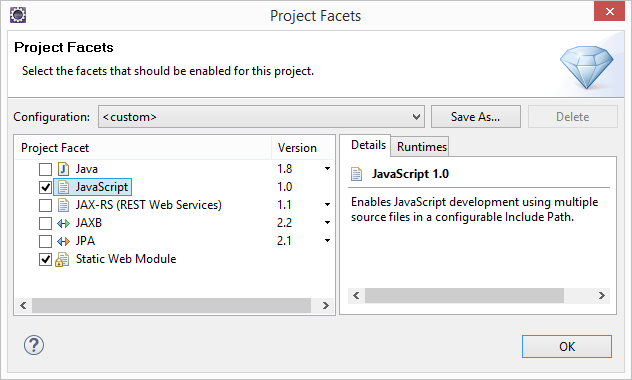 Project Facets
Project Facets
Select the facets that should be enabled for this project.
Configuration: <custom> Save As... Delete
Project Facet Version
Java 1.8
JavaScript 1.0
JAX-RS (REST Web Services) 1.1
JAXB 2.2
JPA 2.1
Static Web Module
Details Runtimes
JavaScript 1.0
Enables JavaScript development using multiple
source files in a configurable Include Path.
OK